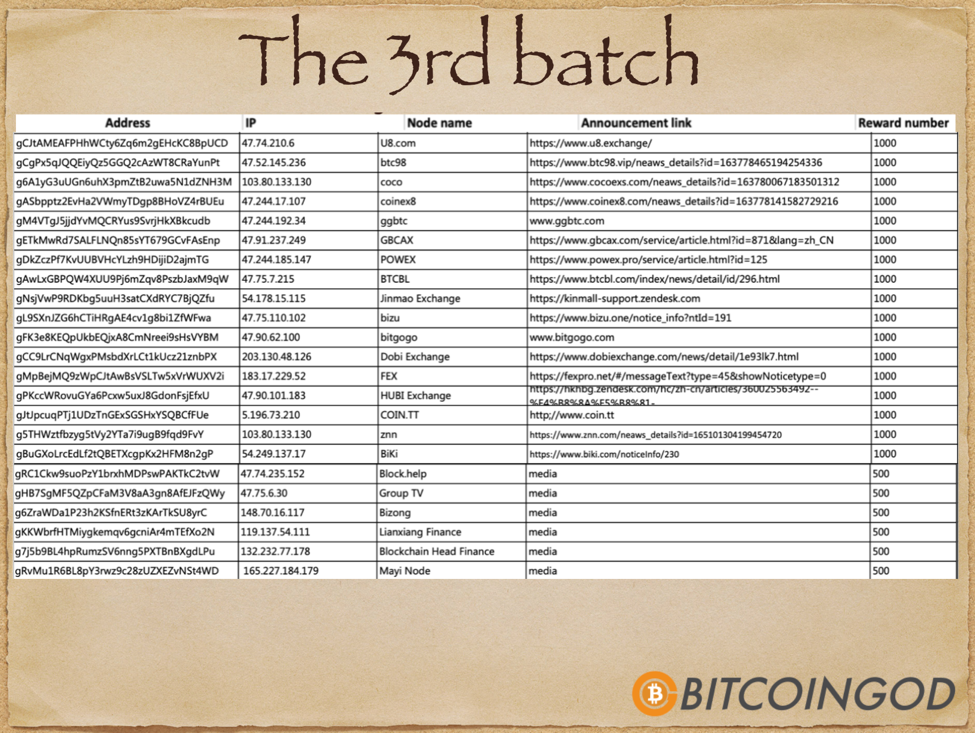 The 3rd batch
Address IP Node name Announcement link Reward number
gCJtAMEAFPHhWCty6Zq6m2gEHcKC8BpUCD 47.74.210.6 U8.com https://www.u8.exchange/ 1000
gCgPx5qJQQEiyQz5GGQ2cAzWT8CRaYunPt 47.52.145.236 btc98 https://www.btc98.vip/neaws_details?id=163778465194254336 1000
g6A1yG3uUGn6uhX3pmZtB2uwa5N1dZNH3M 103.80.133.130 coco https://www.cocoexs.com/neaws_details?id=163780067183501312 1000
gASbpptz2EvHa2VWmyTDgp8BHoVZ4rBUEu 47.244.17.107 coinex8 https://www.coinex8.com/neaws_details?id=163778141582729216 1000
gM4VTgJ5jjdYvMQCRYus9SvrjHkXBkcudb 47.244.192.34 ggbtc www.ggbtc.com 1000
gETkMwRd7SALFLNQn85sYT679GCvFAsEnp 47.91.237.249 GBCAX https://www.gbcax.com/service/article.html?id=871&lang=zh_CN 1000
gDkZczPf7KvUUBVHcYLzh9HDijiD2ajmTG 47.244.185.147 POWEX https://www.powex.pro/service/article.html?id=125 1000
gAwLxGBPQW4XUU9Pj6mZqv8PszbJaxM9qW 47.75.7.215 BTCBL https://www.btcbl.com/index/news/detail/id/296.html 1000
gNsjVwP9RDKbg5uuH3satCXdRYC7BjQZfu 54.178.15.115 Jinmao Exchange https://kinmall-support.zendesk.com 1000
gL9SXnJZG6hCTiHRgAE4cv1g8bi1ZfWFwa 47.75.110.102 bizu https://www.bizu.one/notice_info?ntId=191 1000
gFK3e8KEQpUkbEQjxA8CmNreei9sHsVYBM 47.90.62.100 bitgogo www.bitgogo.com 1000
gCC9LrCNqWgxPMsbdXrLCt1kUcz21znbPX 203.130.48.126 Dobi Exchange https://www.dobiexchange.com/news/detail/1e93lk7.html 1000
gMpBejMQ9zWpCJtAwBsVSLTw5xVrWUXV2i 183.17.229.52 FEX https://fexpro.net/#/messageText?type=45&showNoticetype=0 1000
gPKccWRovuGYa6Pcxw5uxJ8GdonFsjEfxU 47.90.101.183 HUBI Exchange https://hknbg.zendesk.com/hc/zh-cn/articles/360025563492-- 1000
%E4%B8%8A%E5%B8%81-
gJtJpcuqPTj1UDzTnGExSGSHxYSQBCfFUe 5.196.73.210 COIN.TT http;//www.coin.tt 1000
g5THWztfbzyg5tVy2YTa7i9ugB9fqd9FvY 103.80.133.130 znn https://www.znn.com/neaws_details?id=165101304199454720 1000
gBuGXoLrcEdLf2tQBETXcgpKx2HFM8n2gP 54.249.137.17 BiKi https://www.biki.com/noticeInfo/230 1000
gRC1Ckw9suoPzY1brxhMDPswPAKTkC2tvW 47.74.235.152 Block.help media 500
gHB7SgMF5QZpCFaM3V8aA3gn8AfEJFzQWy 47.75.6.30 Group TV media 500
g6ZraWDa1P23h2KSfnERt3zKArTkSU8yrC 148.70.16.117 Bizong media 500
gKKWbrfHTMiygkemqv6gcniAr4mTEfXo2N 119.137.54.111 Lianxiang Finance media 500
g7j5b9BL4hpRumzSV6nng5PXTBnBXgdLPu 132.232.77.178 Blockchain Head Finance media 500
gRvMu1R6BL8pY3rwz9c28zUZXEZvNSt4WD 165.227.184.179 Mayi Node media 500
BITCOINGOD